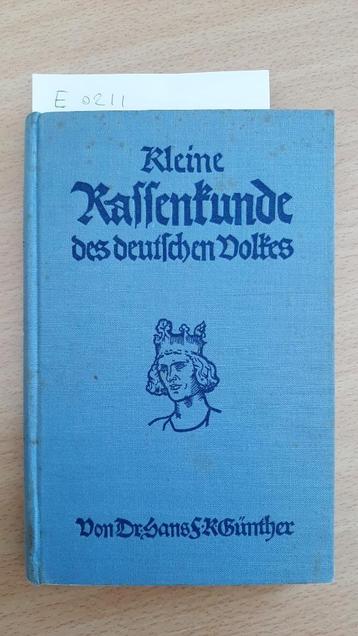 E 0211
Kleine
Rassenkunde
des deutschen Volkes
Von Dr. Hans F. K. Günther